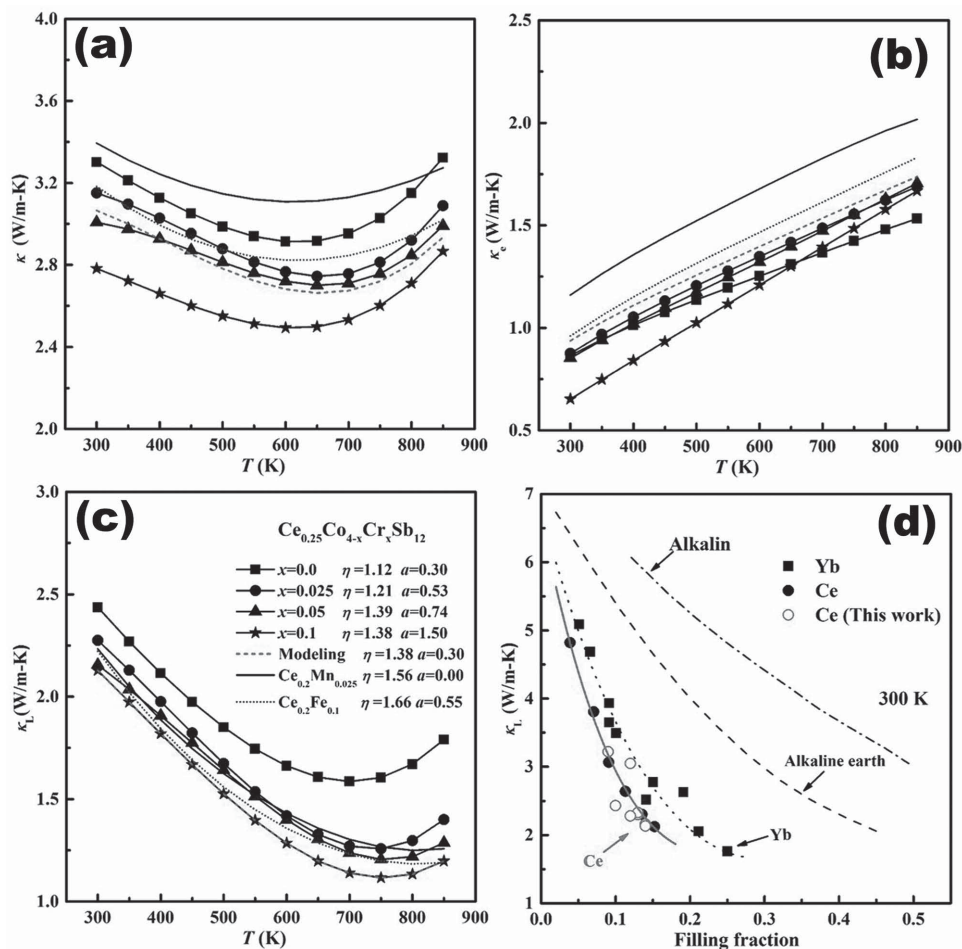 (a)
4.0
3.6
3.2
2.8
2.4
2.0
κ (W/m-K)
300 400 500 600 700 800 900
T (K)
(b)
2.5
2.0
1.5
1.0
0.5
κe (W/m-K)
300 400 500 600 700 800 900
T (K)
(c)
3.0
2.5
2.0
1.5
1.0
κL (W/m-K)
Ce0.25Co4-xCrxSb12
x=0.0 η=1.12 a=0.30
x=0.025 η=1.21 a=0.53
x=0.05 η=1.39 a=0.74
x=0.1 η=1.38 a=1.50
Modeling η=1.38 a=0.30
Ce0.2Mn0.025 η=1.56 a=0.00
Ce0.2Fe0.1 η=1.66 a=0.55
300 400 500 600 700 800 900
T (K)
(d)
7
6
5
4
3
2
1
κL (W/m-K)
Alkalin
Yb
Ce
Ce (This work)
300 K
Alkaline earth
Yb
Ce
0.0 0.1 0.2 0.3 0.4 0.5
Filling fraction